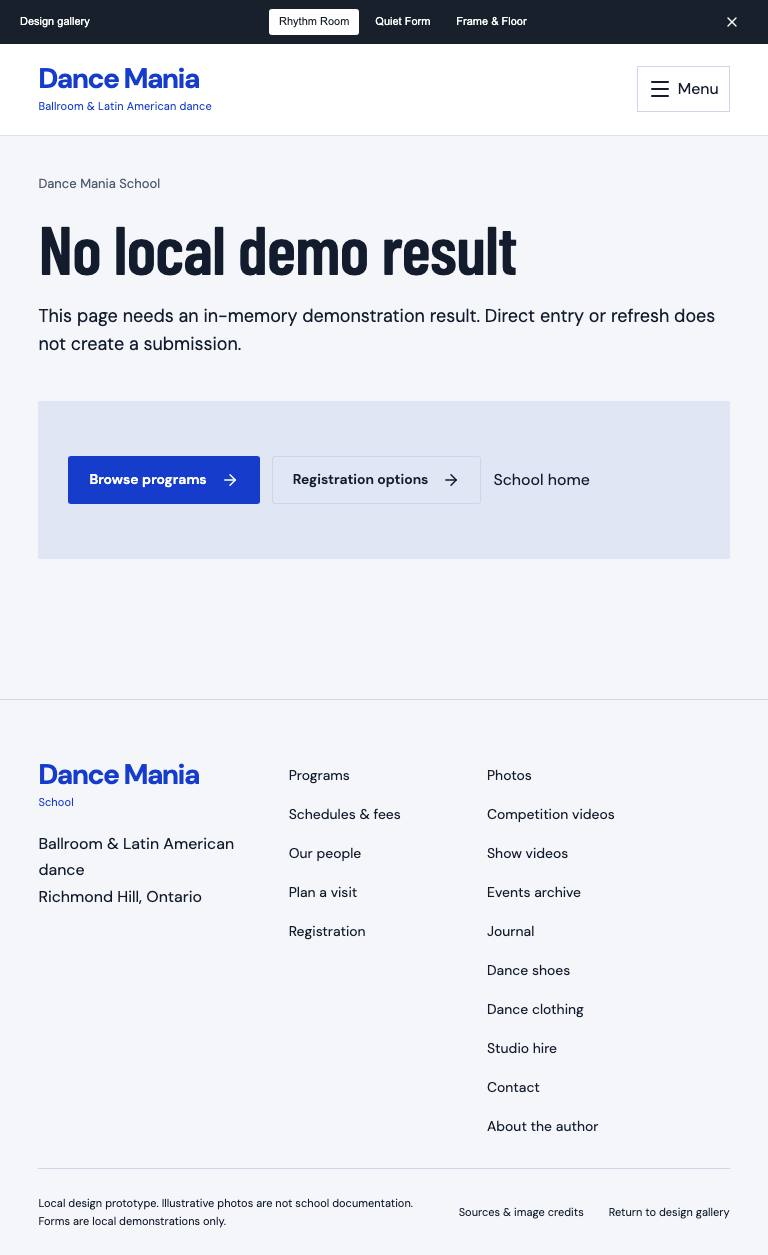 Design gallery
Rhythm Room
Quiet Form
Frame & Floor
Dance Mania
Ballroom & Latin American dance
Menu
Dance Mania School
No local demo result
This page needs an in-memory demonstration result. Direct entry or refresh does
not create a submission.
Browse programs
Registration options
School home
Dance Mania
School
Ballroom & Latin American
dance
Richmond Hill, Ontario
Programs
Schedules & fees
Our people
Plan a visit
Registration
Photos
Competition videos
Show videos
Events archive
Journal
Dance shoes
Dance clothing
Studio hire
Contact
About the author
Local design prototype. Illustrative photos are not school documentation.
Forms are local demonstrations only.
Sources & image credits
Return to design gallery